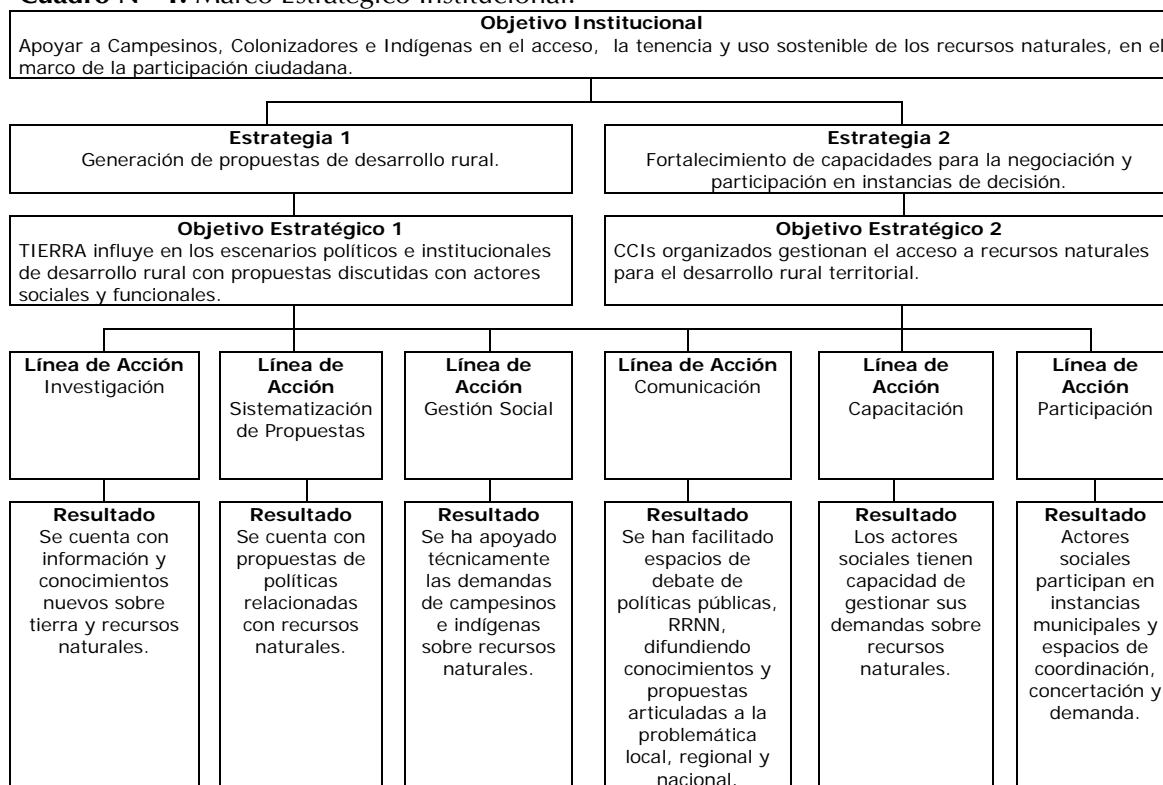 Cuadro N° 1. Marco Estratégico Institucional.
Objetivo Institucional
Apoyar a Campesinos, Colonizadores e Indígenas en el acceso, la tenencia y uso sostenible de los recursos naturales, en el
marco de la participación ciudadana.
Estrategia 1
Generación de propuestas de desarrollo rural.
Estrategia 2
Fortalecimiento de capacidades para la negociación y
participación en instancias de decisión.
Objetivo Estratégico 1
TIERRA influye en los escenarios políticos e institucionales
de desarrollo rural con propuestas discutidas con actores
sociales y funcionales.
Objetivo Estratégico 2
CCIs organizados gestionan el acceso a recursos naturales
para el desarrollo rural territorial.
Línea de Acción
Investigación
Línea de
Acción
Sistematización
de Propuestas
Línea de
Acción
Gestión Social
Línea de Acción
Comunicación
Línea de
Acción
Capacitación
Línea de
Acción
Participación
Resultado
Se cuenta con
información y
conocimientos
nuevos sobre
tierra y recursos
naturales.
Resultado
Se cuenta con
propuestas de
políticas
relacionadas
con recursos
naturales.
Resultado
Se ha apoyado
técnicamente
las demandas
de campesinos
e indígenas
sobre recursos
naturales.
Resultado
Se han facilitado
espacios de
debate de
políticas públicas,
RRNN,
difundiendo
conocimientos y
propuestas
articuladas a la
problemática
local, regional y
nacional.
Resultado
Los actores
sociales tienen
capacidad de
gestionar sus
demandas sobre
recursos
naturales.
Resultado
Actores
sociales
participan en
instancias
municipales y
espacios de
coordinación,
concertación y
demanda.